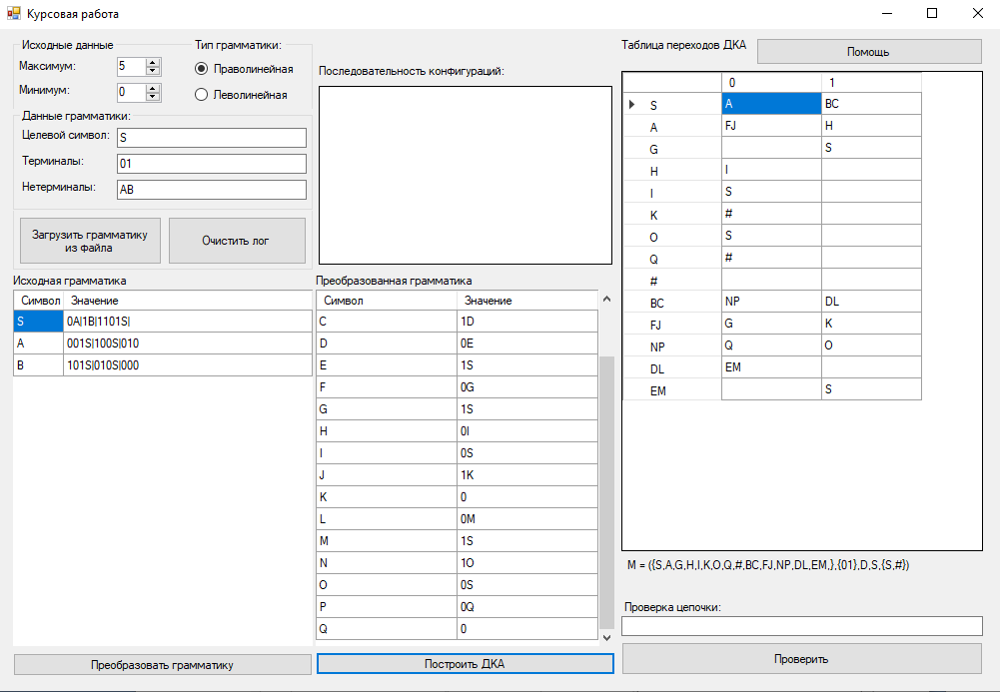 Курсовая работа
Исходные данные
Максимум: 5
Минимум: 0
Тип грамматики:
Праволинейная
Леволинейная
Данные грамматики:
Целевой символ: S
Терминалы: 01
Нетерминалы: AB
Загрузить грамматику
из файла
Очистить лог
Последовательность конфигураций:
Исходная грамматика
Символ Значение
S 0A|1B|1101S|
A 001S|100S|010
B 101S|010S|000
Преобразовать грамматику
Преобразованная грамматика
Символ Значение
C 1D
D 0E
E 1S
F 0G
G 1S
H 0I
I 0S
J 1K
K 0
L 0M
M 1S
N 1O
O 0S
P 0Q
Q 0
Построить ДКА
Таблица переходов ДКА
Помощь
0 1
S A BC
A FJ H
G S
H I
I S
K #
O S
Q #
#
BC NP DL
FJ G K
NP Q O
DL EM
EM S
M = ({S,A,G,H,I,K,O,Q,#,BC,FJ,NP,DL,EM,},{01},D,S,{S,#})
Проверка цепочки:
Проверить